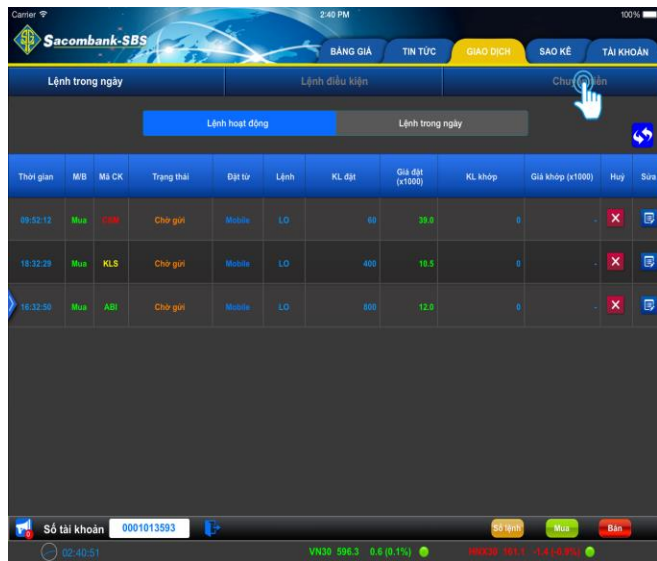 Carrier 2:40 PM 100%
Sacombank-SBS
BẢNG GIÁ TIN TỨC GIAO DỊCH SAO KÊ TÀI KHOẢN
Lệnh trong ngày Lệnh điều kiện
Lệnh hoạt động Lệnh trong ngày
Thời gian M/B Mã CK Trạng thái Đặt từ Lệnh KL đặt Giá đặt (x1000) KL khớp Giá khớp (x1000) Huỷ Sửa
09:52:12 Mua Chờ gửi Mobile LO 60 39.0 0 -
18:32:29 Mua KLS Chờ gửi Mobile LO 400 10.5 0 -
16:32:50 Mua ABI Chờ gửi Mobile LO 800 12.0 0 -
Số tài khoản 0001013593 Sổ lệnh Mua Bán
02:40:51 VN30 596.3 0.6 (0.1%)